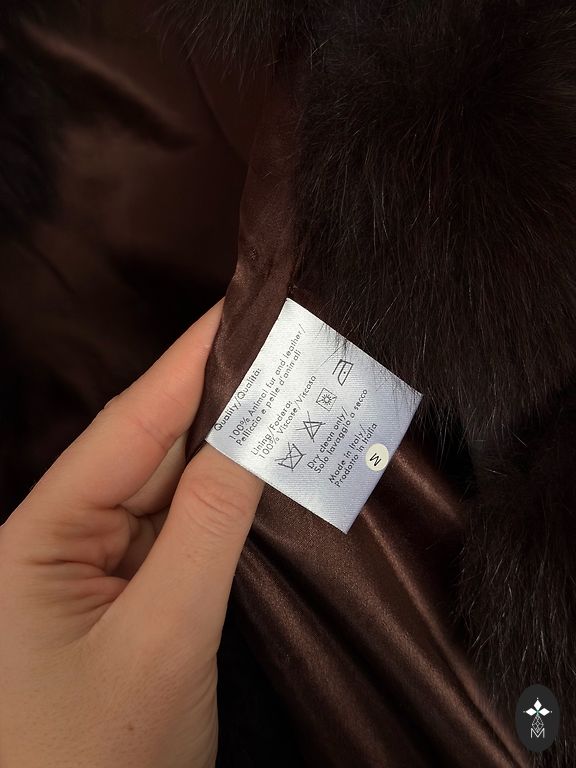 Quality/Qualità:
100% Animal fur and leather/
Pelliccia e pelle d'animali
Lining/Fodera:
100% Viscose/Viscosa
Dry clean only/
Solo lavaggio a secco
Made in Italy/
Prodotto in Italia
M
M